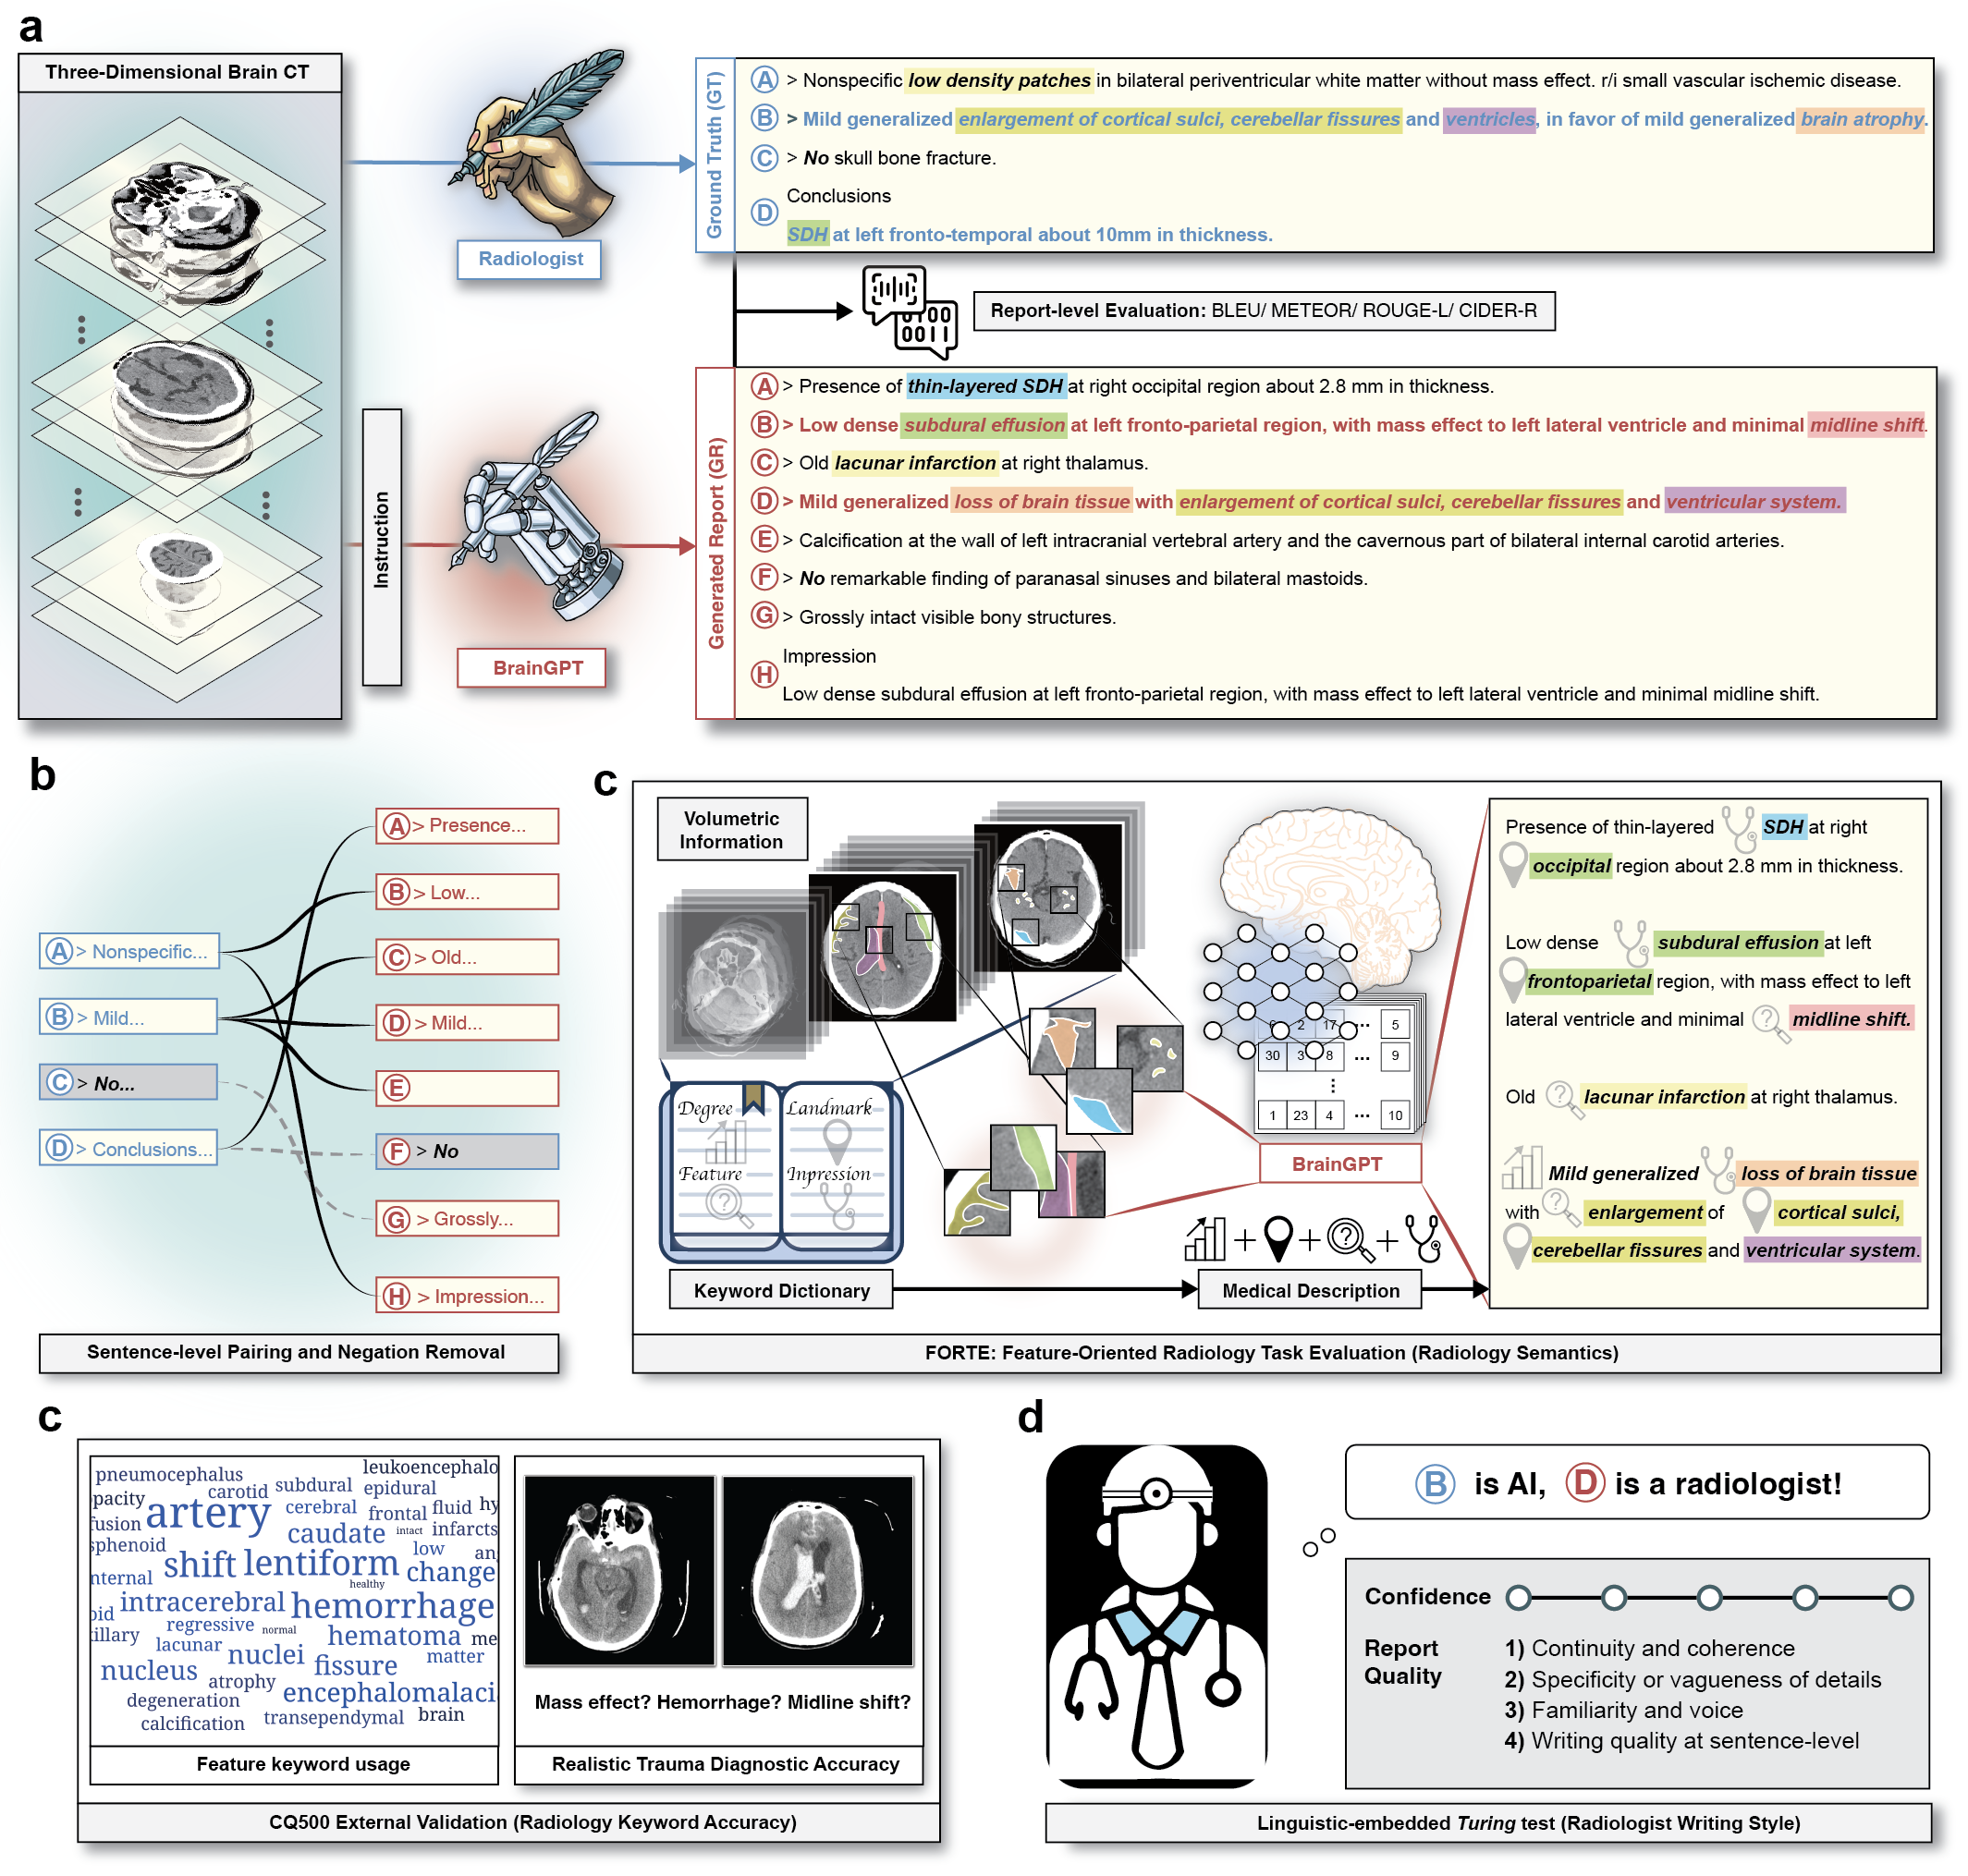 a
Three-Dimensional Brain CT
Radiologist
Instruction
BrainGPT
Ground Truth (GT)
A > Nonspecific low density patches in bilateral periventricular white matter without mass effect. r/i small vascular ischemic disease.
B > Mild generalized enlargement of cortical sulci, cerebellar fissures and ventricles, in favor of mild generalized brain atrophy.
C > No skull bone fracture.
Conclusions
D
SDH at left fronto-temporal about 10mm in thickness.
0100
0011
Report-level Evaluation: BLEU/ METEOR/ ROUGE-L/ CIDER-R
Generated Report (GR)
A > Presence of thin-layered SDH at right occipital region about 2.8 mm in thickness.
B > Low dense subdural effusion at left fronto-parietal region, with mass effect to left lateral ventricle and minimal midline shift.
C > Old lacunar infarction at right thalamus.
D > Mild generalized loss of brain tissue with enlargement of cortical sulci, cerebellar fissures and ventricular system.
E > Calcification at the wall of left intracranial vertebral artery and the cavernous part of bilateral internal carotid arteries.
F > No remarkable finding of paranasal sinuses and bilateral mastoids.
G > Grossly intact visible bony structures.
Impression
H
Low dense subdural effusion at left fronto-parietal region, with mass effect to left lateral ventricle and minimal midline shift.
b
A > Nonspecific...
B > Mild...
C > No...
D > Conclusions...
A > Presence...
B > Low...
C > Old...
D > Mild...
E
F > No
G > Grossly...
H > Impression...
Sentence-level Pairing and Negation Removal
c
Volumetric
Information
Degree
Landmark
Feature
Inpression
Keyword Dictionary
2 17 ... 5
30 3 8 ... 9
1 23 4 ... 10
BrainGPT
+ + +
Medical Description
Presence of thin-layered SDH at right
occipital region about 2.8 mm in thickness.
Low dense subdural effusion at left
frontoparietal region, with mass effect to left
lateral ventricle and minimal midline shift.
Old lacunar infarction at right thalamus.
Mild generalized loss of brain tissue
with enlargement of cortical sulci,
cerebellar fissures and ventricular system.
FORTE: Feature-Oriented Radiology Task Evaluation (Radiology Semantics)
c
pneumocephalus
leukoencephalo
carotid
subdural
epidural
pacity
artery
cerebral
frontal
fluid
hy
fusion
caudate
intact
infarcts
sphenoid
shift
lentiform
low
an
nternal
healthy
change
oid
intracerebral
hemorrhage
illary
regressive
normal
hematoma
me
lacunar
nuclei
matter
nucleus
fissure
atrophy
encephalomalaci
degeneration
calcification
transependymal
brain
Feature keyword usage
Mass effect? Hemorrhage? Midline shift?
Realistic Trauma Diagnostic Accuracy
CQ500 External Validation (Radiology Keyword Accuracy)
d
B is AI, D is a radiologist!
Confidence
Report
Quality
1) Continuity and coherence
2) Specificity or vagueness of details
3) Familiarity and voice
4) Writing quality at sentence-level
Linguistic-embedded Turing test (Radiologist Writing Style)